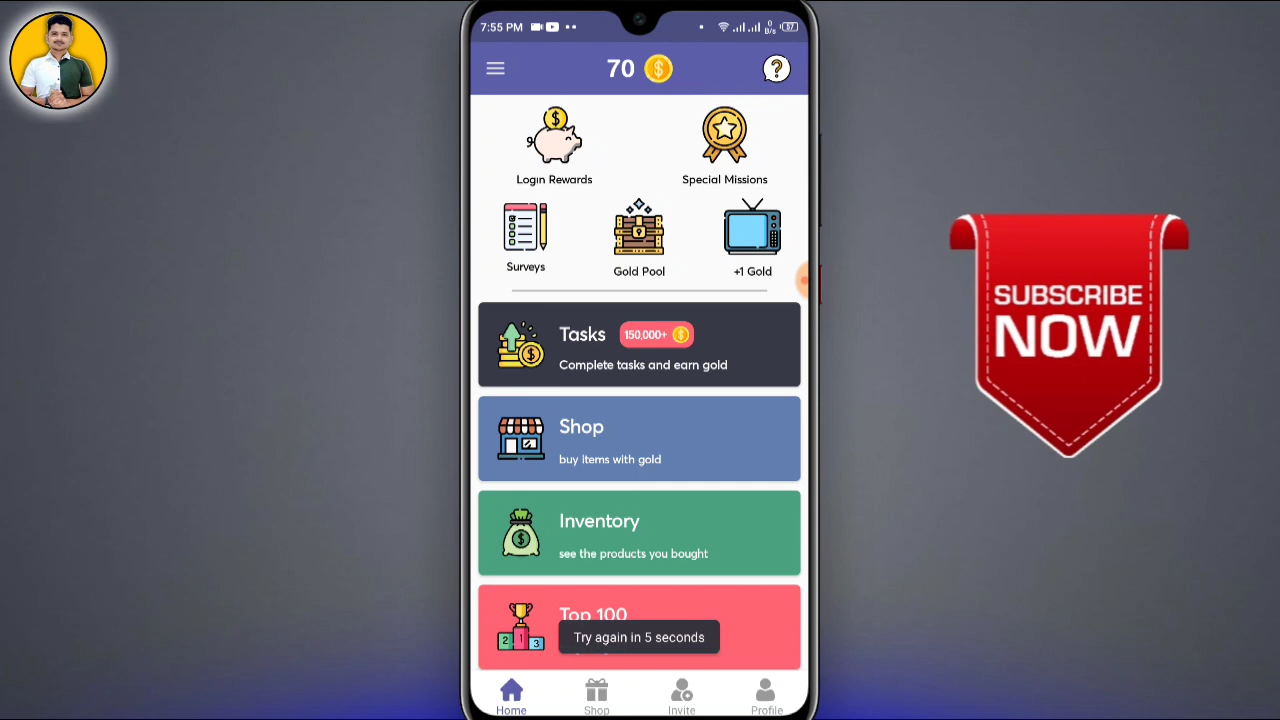 7:55 PM
0
B/s
57
70
Login Rewards
Special Missions
Surveys
Gold Pool
+1 Gold
Tasks
150,000+
Complete tasks and earn gold
Shop
buy items with gold
Inventory
see the products you bought
Top 100
Try again in 5 seconds
Home
Shop
Invite
Profile
SUBSCRIBE
NOW